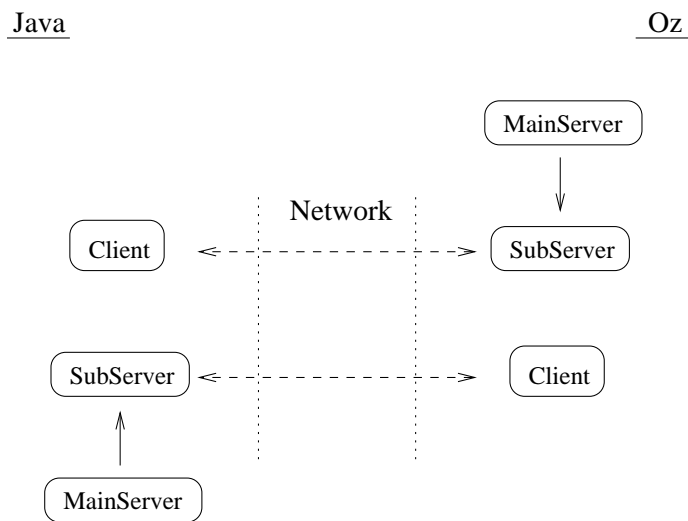 Java
Oz
MainServer
Network
Client
SubServer
SubServer
Client
MainServer